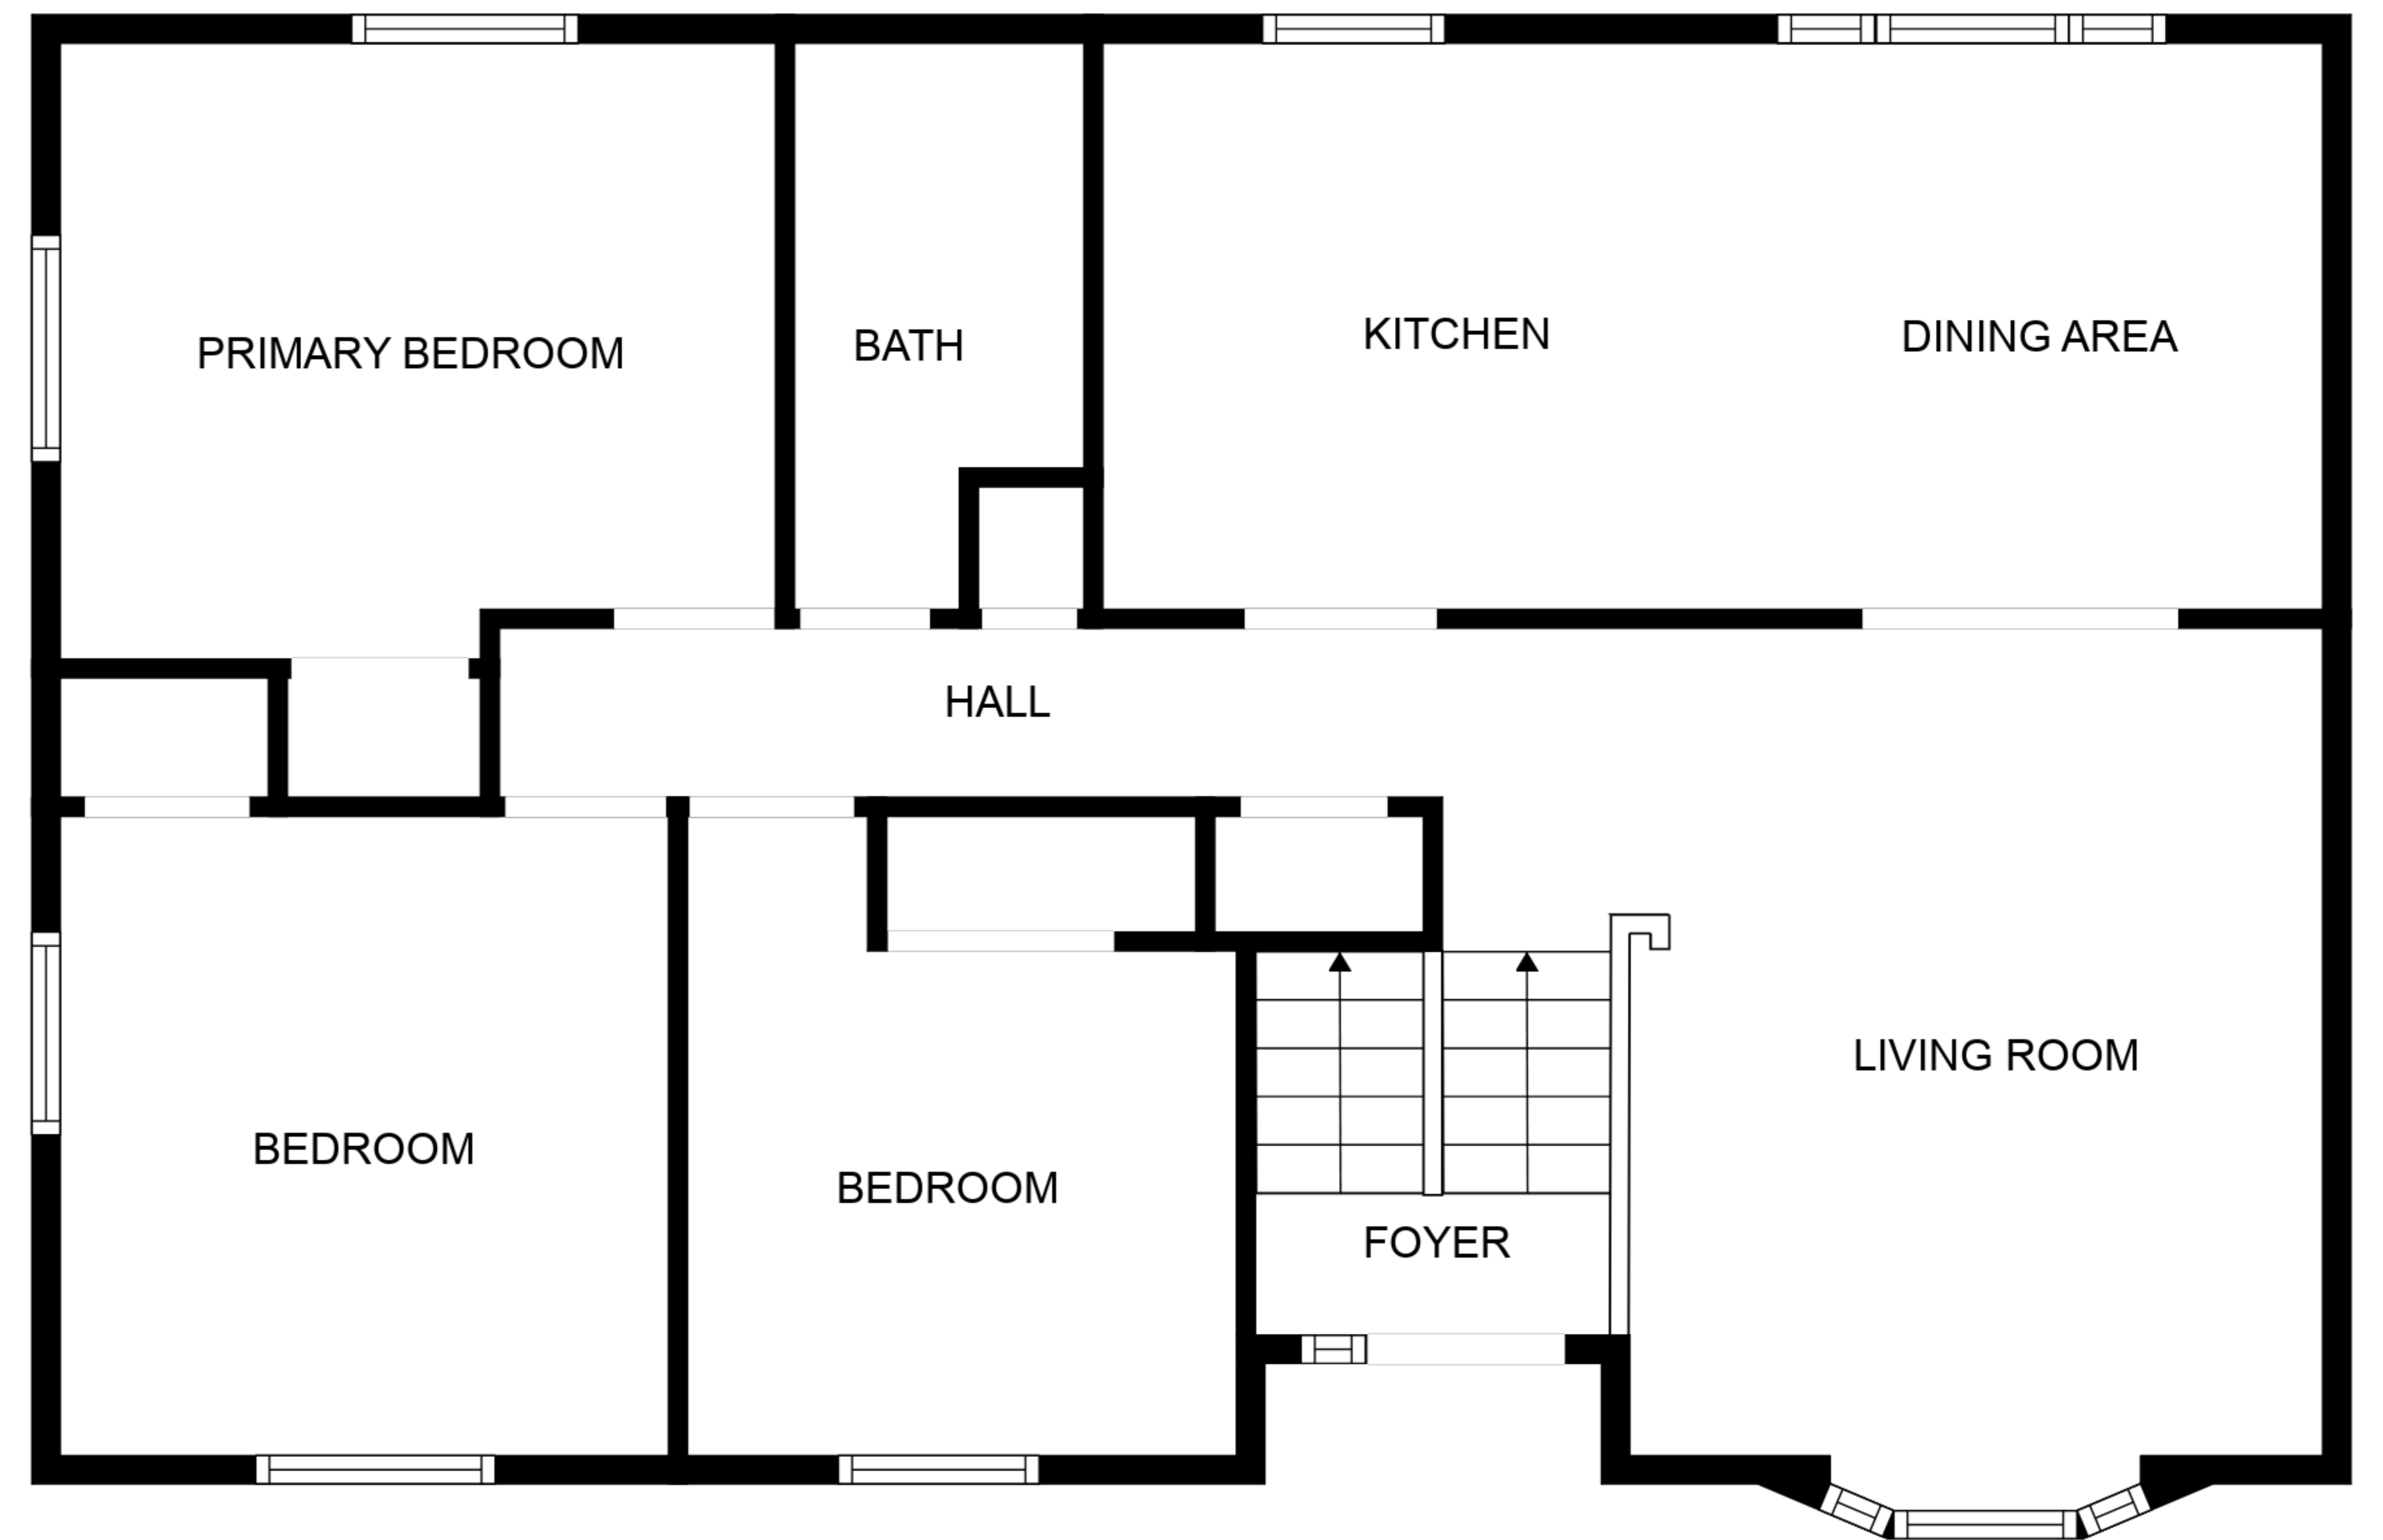 PRIMARY BEDROOM
BATH
KITCHEN
DINING AREA
HALL
LIVING ROOM
BEDROOM
BEDROOM
FOYER